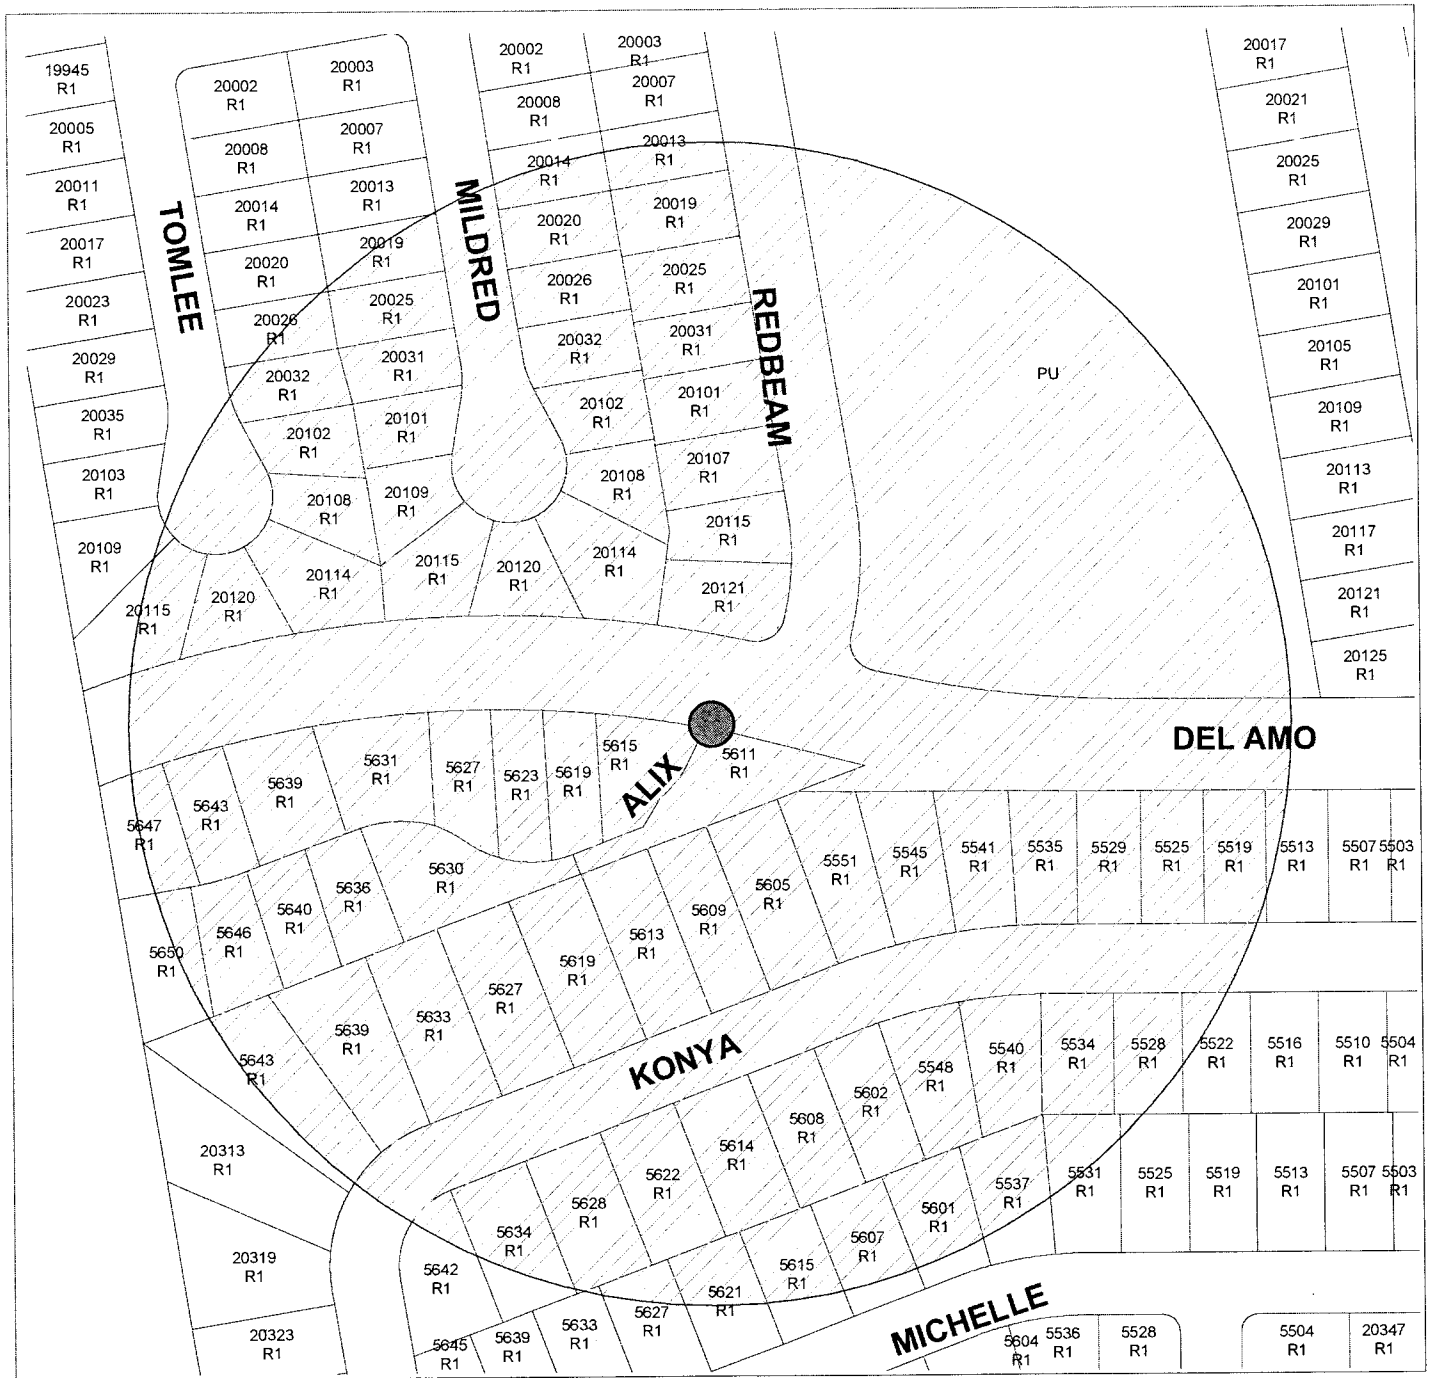 19945
R1
20005
R1
20011
R1
20017
R1
20023
R1
20029
R1
20035
R1
20103
R1
20109
R1
TOMLEE
20002
R1
20003
R1
20008
R1
20007
R1
20014
R1
20013
R1
20020
R1
20019
R1
20026
R1
20025
R1
20032
R1
20031
R1
20102
R1
20101
R1
20108
R1
20109
R1
20115
R1
20120
R1
20114
R1
MILDRED
20002
R1
20003
R1
20008
R1
20007
R1
20014
R1
20013
R1
20020
R1
20019
R1
20026
R1
20025
R1
20032
R1
20031
R1
20102
R1
20101
R1
20108
R1
20107
R1
20115
R1
20115
R1
20120
R1
20114
R1
20121
R1
REDBEAM
PU
20017
R1
20021
R1
20025
R1
20029
R1
20101
R1
20105
R1
20109
R1
20113
R1
20117
R1
20121
R1
20125
R1
DEL AMO
5647
R1
5643
R1
5639
R1
5631
R1
5627
R1
5623
R1
5619
R1
5615
R1
ALIX
5611
R1
5650
R1
5646
R1
5640
R1
5636
R1
5630
R1
5643
R1
5639
R1
5633
R1
5627
R1
5619
R1
5613
R1
5609
R1
5605
R1
5551
R1
5545
R1
5541
R1
5535
R1
5529
R1
5525
R1
5519
R1
5513
R1
5507
R1
5503
R1
KONYA
20313
R1
20319
R1
20323
R1
5642
R1
5634
R1
5628
R1
5622
R1
5614
R1
5608
R1
5602
R1
5548
R1
5540
R1
5534
R1
5528
R1
5522
R1
5516
R1
5510
R1
5504
R1
5645
R1
5639
R1
5633
R1
5627
R1
5621
R1
5615
R1
5607
R1
5601
R1
5537
R1
5531
R1
5525
R1
5519
R1
5513
R1
5507
R1
5503
R1
MICHELLE
5604
R1
5536
R1
5528
R1
5504
R1
20347
R1